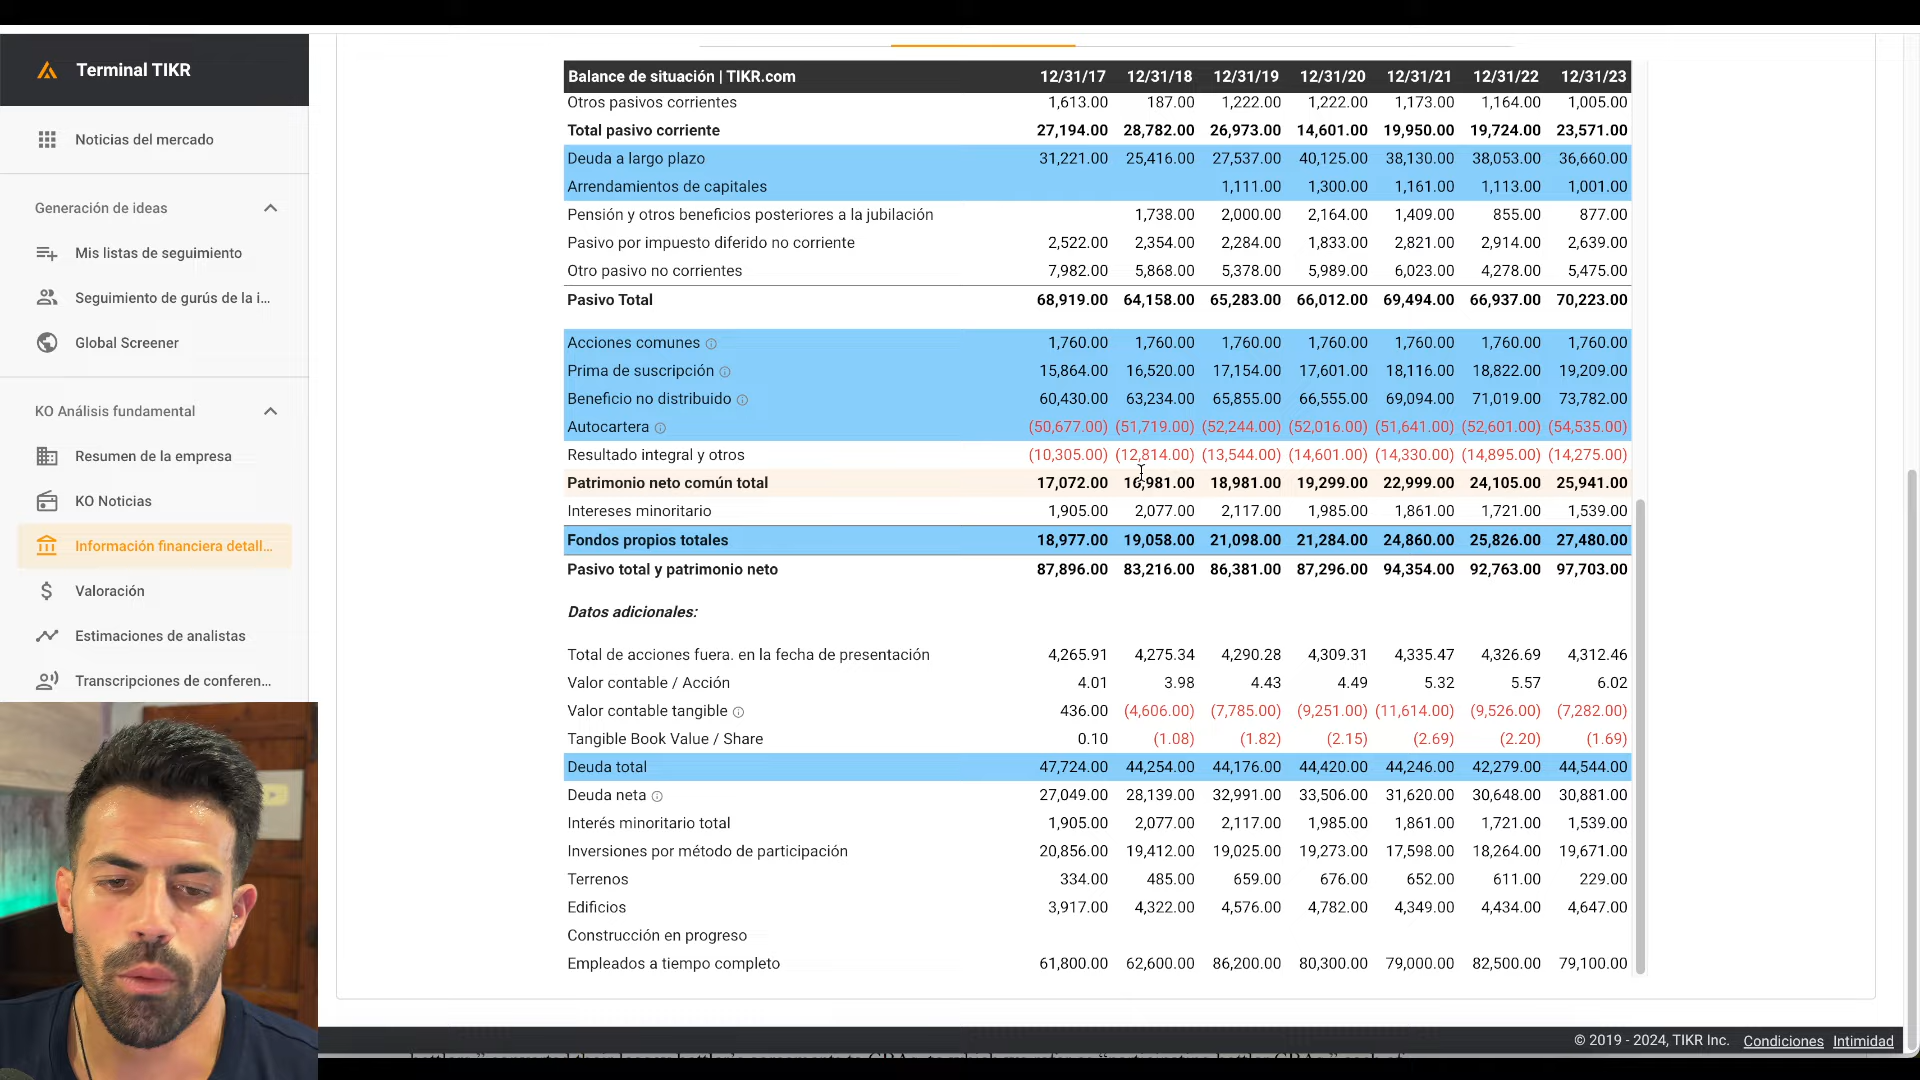 Terminal TIKR
Noticias del mercado
Generación de ideas
Mis listas de seguimiento
Seguimiento de gurús de la i...
Global Screener
KO Análisis fundamental
Resumen de la empresa
KO Noticias
Información financiera detall...
Valoración
Estimaciones de analistas
Transcripciones de conferen...
Balance de situación | TIKR.com 12/31/17 12/31/18 12/31/19 12/31/20 12/31/21 12/31/22 12/31/23
Otros pasivos corrientes 1,613.00 187.00 1,222.00 1,222.00 1,173.00 1,164.00 1,005.00
Total pasivo corriente 27,194.00 28,782.00 26,973.00 14,601.00 19,950.00 19,724.00 23,571.00
Deuda a largo plazo 31,221.00 25,416.00 27,537.00 40,125.00 38,130.00 38,053.00 36,660.00
Arrendamientos de capitales 1,111.00 1,300.00 1,161.00 1,113.00 1,001.00
Pensión y otros beneficios posteriores a la jubilación 1,738.00 2,000.00 2,164.00 1,409.00 855.00 877.00
Pasivo por impuesto diferido no corriente 2,522.00 2,354.00 2,284.00 1,833.00 2,821.00 2,914.00 2,639.00
Otro pasivo no corrientes 7,982.00 5,868.00 5,378.00 5,989.00 6,023.00 4,278.00 5,475.00
Pasivo Total 68,919.00 64,158.00 65,283.00 66,012.00 69,494.00 66,937.00 70,223.00
Acciones comunes 1,760.00 1,760.00 1,760.00 1,760.00 1,760.00 1,760.00 1,760.00
Prima de suscripción 15,864.00 16,520.00 17,154.00 17,601.00 18,116.00 18,822.00 19,209.00
Beneficio no distribuido 60,430.00 63,234.00 65,855.00 66,555.00 69,094.00 71,019.00 73,782.00
Autocartera (50,677.00) (51,719.00) (52,244.00) (52,016.00) (51,641.00) (52,601.00) (54,535.00)
Resultado integral y otros (10,305.00) (12,814.00) (13,544.00) (14,601.00) (14,330.00) (14,895.00) (14,275.00)
Patrimonio neto común total 17,072.00 16,981.00 18,981.00 19,299.00 22,999.00 24,105.00 25,941.00
Intereses minoritario 1,905.00 2,077.00 2,117.00 1,985.00 1,861.00 1,721.00 1,539.00
Fondos propios totales 18,977.00 19,058.00 21,098.00 21,284.00 24,860.00 25,826.00 27,480.00
Pasivo total y patrimonio neto 87,896.00 83,216.00 86,381.00 87,296.00 94,354.00 92,763.00 97,703.00
Datos adicionales:
Total de acciones fuera. en la fecha de presentación 4,265.91 4,275.34 4,290.28 4,309.31 4,335.47 4,326.69 4,312.46
Valor contable / Acción 4.01 3.98 4.43 4.49 5.32 5.57 6.02
Valor contable tangible 436.00 (4,606.00) (7,785.00) (9,251.00) (11,614.00) (9,526.00) (7,282.00)
Tangible Book Value / Share 0.10 (1.08) (1.82) (2.15) (2.69) (2.20) (1.69)
Deuda total 47,724.00 44,254.00 44,176.00 44,420.00 44,246.00 42,279.00 44,544.00
Deuda neta 27,049.00 28,139.00 32,991.00 33,506.00 31,620.00 30,648.00 30,881.00
Interés minoritario total 1,905.00 2,077.00 2,117.00 1,985.00 1,861.00 1,721.00 1,539.00
Inversiones por método de participación 20,856.00 19,412.00 19,025.00 19,273.00 17,598.00 18,264.00 19,671.00
Terrenos 334.00 485.00 659.00 676.00 652.00 611.00 229.00
Edificios 3,917.00 4,322.00 4,576.00 4,782.00 4,349.00 4,434.00 4,647.00
Construcción en progreso
Empleados a tiempo completo 61,800.00 62,600.00 86,200.00 80,300.00 79,000.00 82,500.00 79,100.00
© 2019 - 2024, TIKR Inc. Condiciones Intimidad